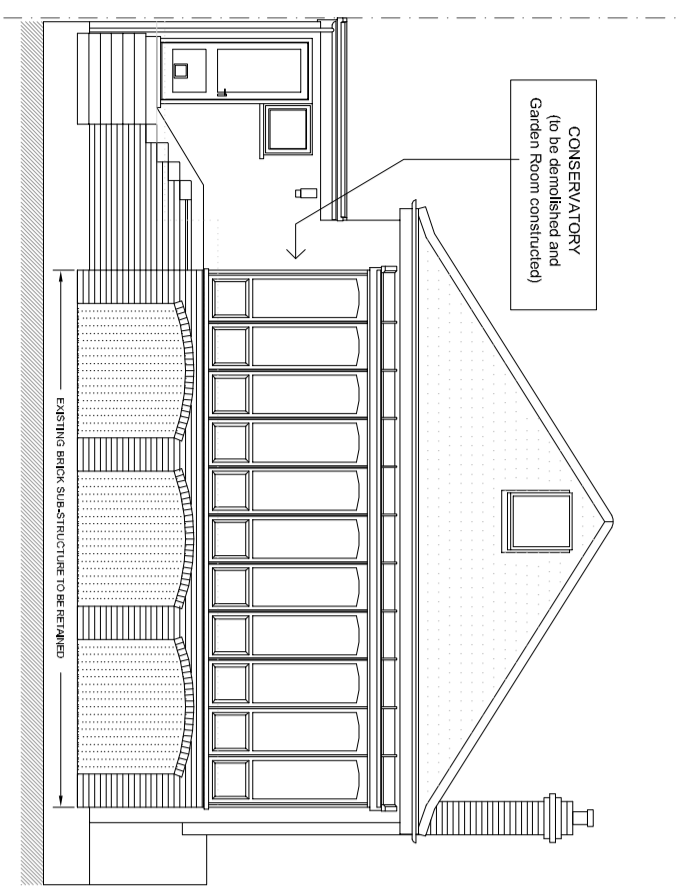 CONSERVATORY
(to be demolished and
Garden Room constructed)
EXISTING BRICK SUB-STRUCTURE TO BE RETAINED